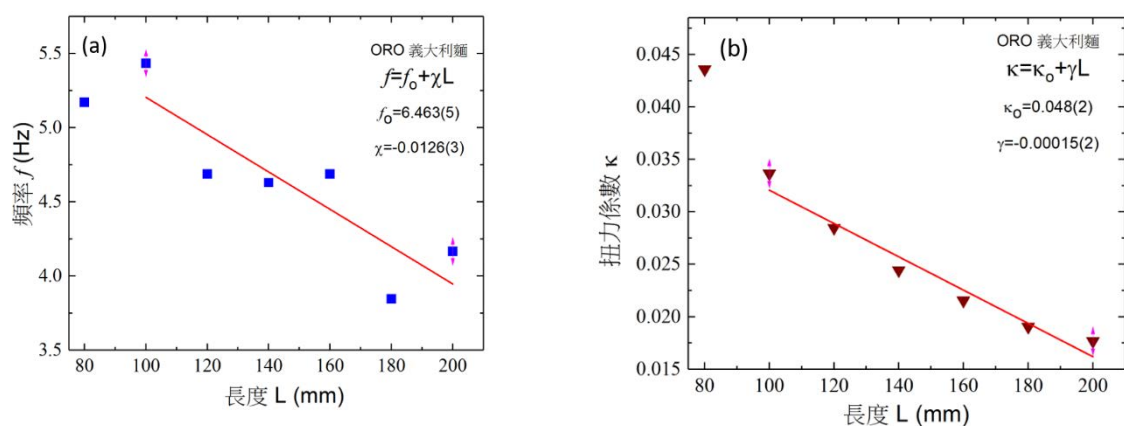 (a)
ORO 義大利麵
f=fo+χL
fo=6.463(5)
χ=-0.0126(3)
頻率 f (Hz)
5.5
5.0
4.5
4.0
3.5
80 100 120 140 160 180 200
長度 L (mm)
(b)
ORO 義大利麵
κ=κo+γL
κo=0.048(2)
γ=-0.00015(2)
扭力係數 κ
0.045
0.040
0.035
0.030
0.025
0.020
0.015
80 100 120 140 160 180 200
長度 L (mm)